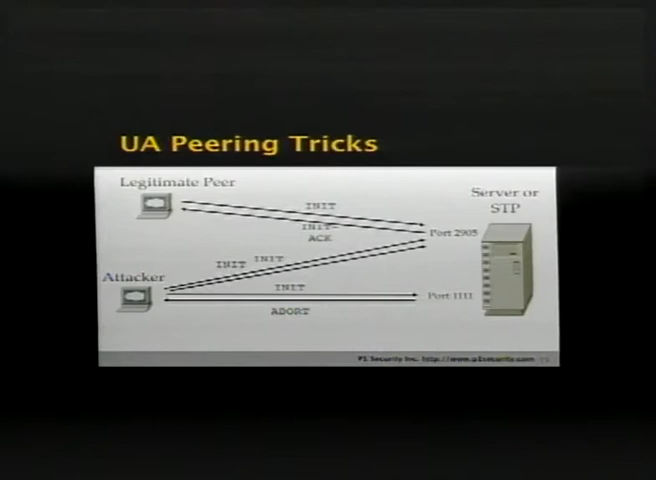 UA Peering Tricks
Legitimate Peer
Server or
STP
INIT
INIT-
ACK
Port 2905
INIT
INIT
Attacker
INIT
Port 1111
ABORT
P1 Security Inc. http://www.p1security.com